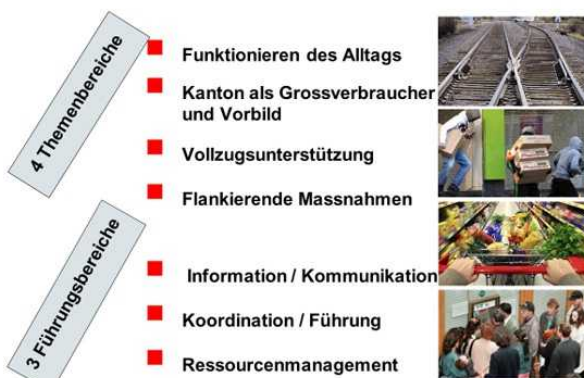 4 Themenbereiche
Funktionieren des Alltags
Kanton als Grossverbraucher
und Vorbild
Vollzugsunterstützung
Flankierende Massnahmen
3 Führungsbereiche
Information / Kommunikation
Koordination / Führung
Ressourcenmanagement